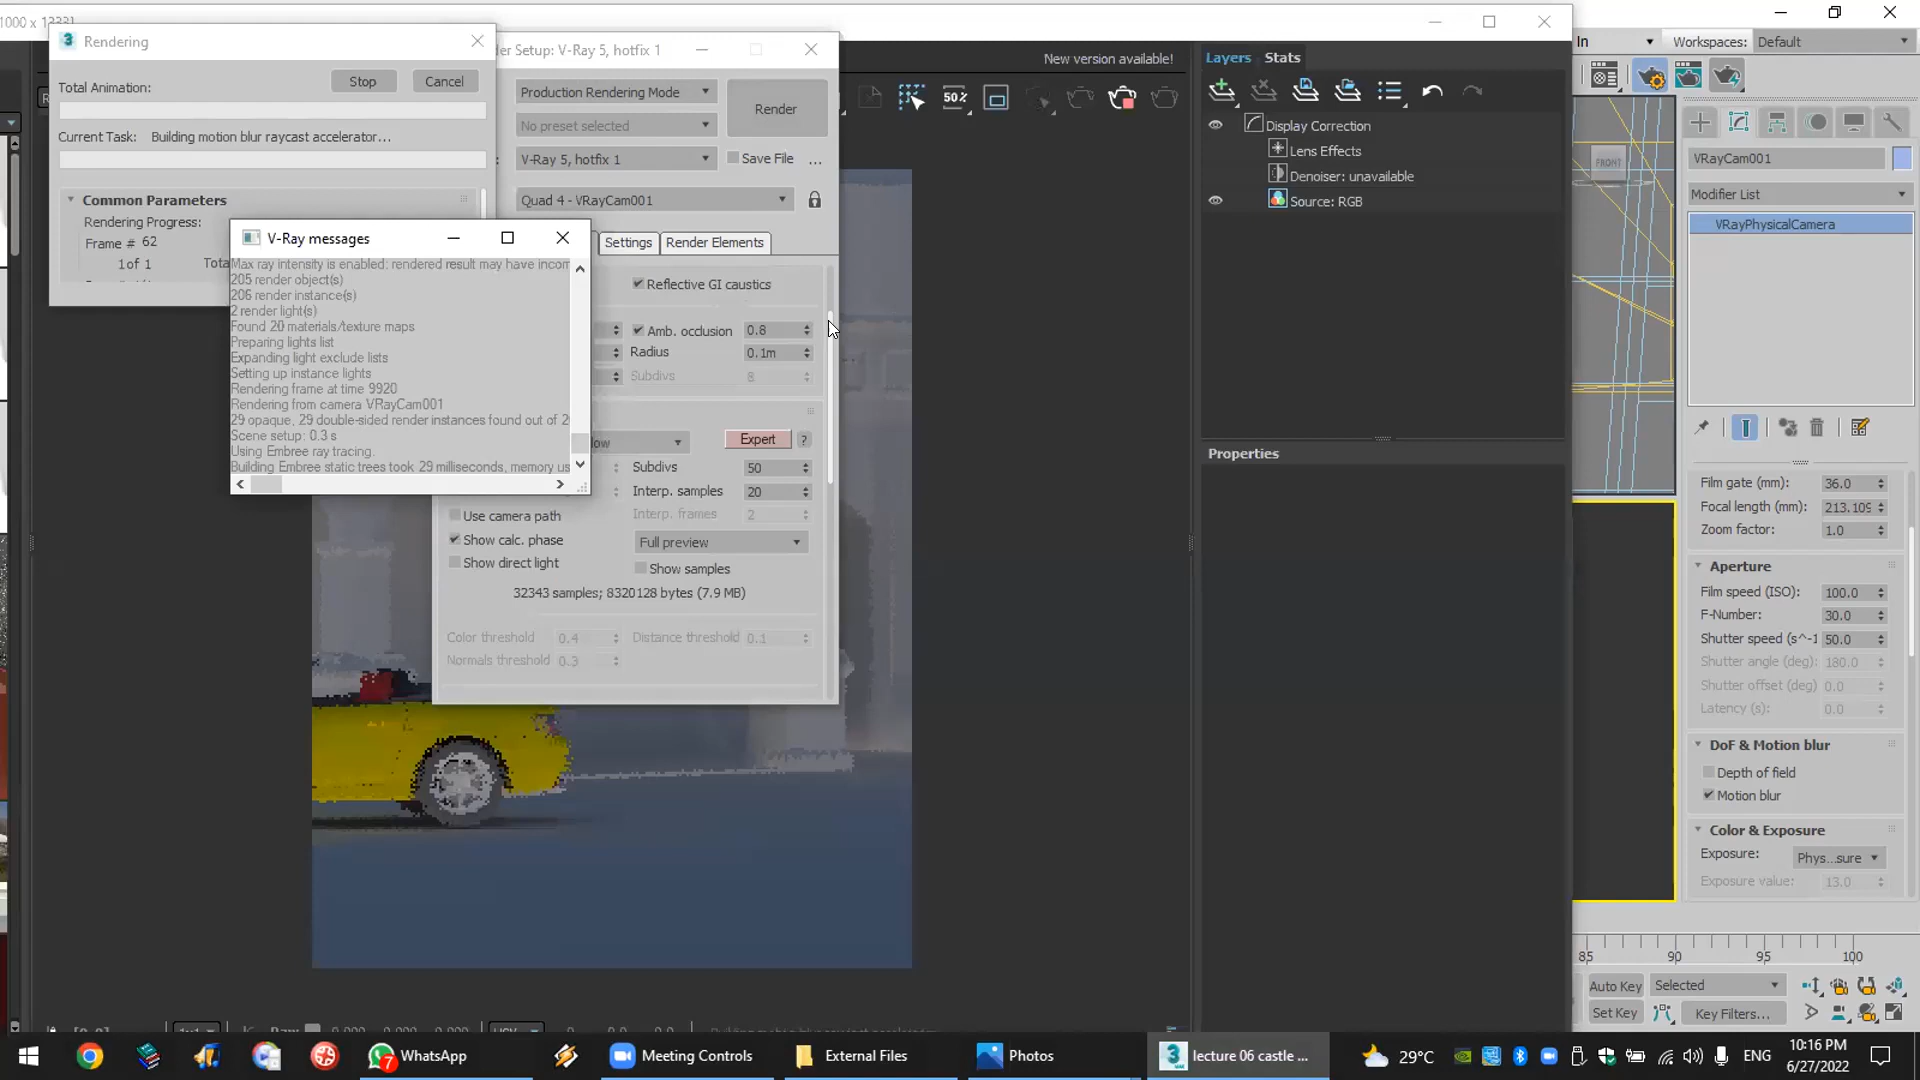 1000 x 1333]
Rendering
Total Animation:
Stop
Cancel
Current Task: Building motion blur raycast accelerator...
Common Parameters
Rendering Progress:
Frame # 62
1 of 1
der Setup: V-Ray 5, hotfix 1
Production Rendering Mode
Render
No preset selected
V-Ray 5, hotfix 1
Save File ...
Quad 4 - VRayCam001
Settings
Render Elements
V-Ray messages
Max ray intensity is enabled: rendered result may have incorr
205 render object(s)
206 render instance(s)
2 render light(s)
Found 20 materials/texture maps
Preparing lights list
Expanding light exclude lists
Setting up instance lights
Rendering frame at time 9920
Rendering from camera VRayCam001
29 opaque, 29 double-sided render instances found out of 2
Scene setup: 0.3 s
Using Embree ray tracing.
Building Embree static trees took 29 milliseconds, memory us
Reflective GI caustics
Amb. occlusion 0.8
Radius 0.1m
Subdivs 8
Expert ?
Subdivs 50
Interp. samples 20
Use camera path
Interp. frames 2
Show calc. phase
Full preview
Show direct light
Show samples
32343 samples; 8320128 bytes (7.9 MB)
Color threshold 0.4
Distance threshold 0.1
Normals threshold 0.3
New version available!
50%
Layers Stats
Display Correction
Lens Effects
Denoiser: unavailable
Source: RGB
Properties
In
Workspaces: Default
FRONT
VRayCam001
Modifier List
VRayPhysicalCamera
Film gate (mm): 36.0
Focal length (mm): 213.109
Zoom factor: 1.0
Aperture
Film speed (ISO): 100.0
F-Number: 30.0
Shutter speed (s^-1 50.0
Shutter angle (deg): 180.0
Shutter offset (deg) 0.0
Latency (s): 0.0
DoF & Motion blur
Depth of field
Motion blur
Color & Exposure
Exposure: Phys...sure
Exposure value: 13.0
85 90 95 100
Auto Key Selected
Set Key Key Filters...
WhatsApp
7
Meeting Controls
External Files
Photos
lecture 06 castle ...
29°C
ENG
10:16 PM
6/27/2022